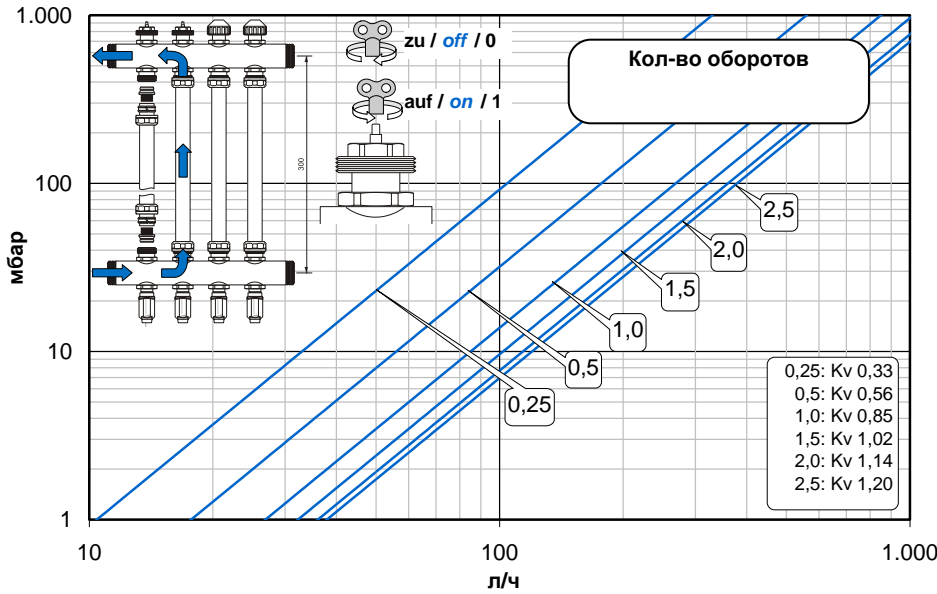 1.000
zu / off / 0
auf / on / 1
300
Кол-во оборотов
100
мбар
2,5
2,0
1,5
1,0
0,5
0,25
10
0,25: Kv 0,33
0,5: Kv 0,56
1,0: Kv 0,85
1,5: Kv 1,02
2,0: Kv 1,14
2,5: Kv 1,20
1
10
100
1.000
л/ч